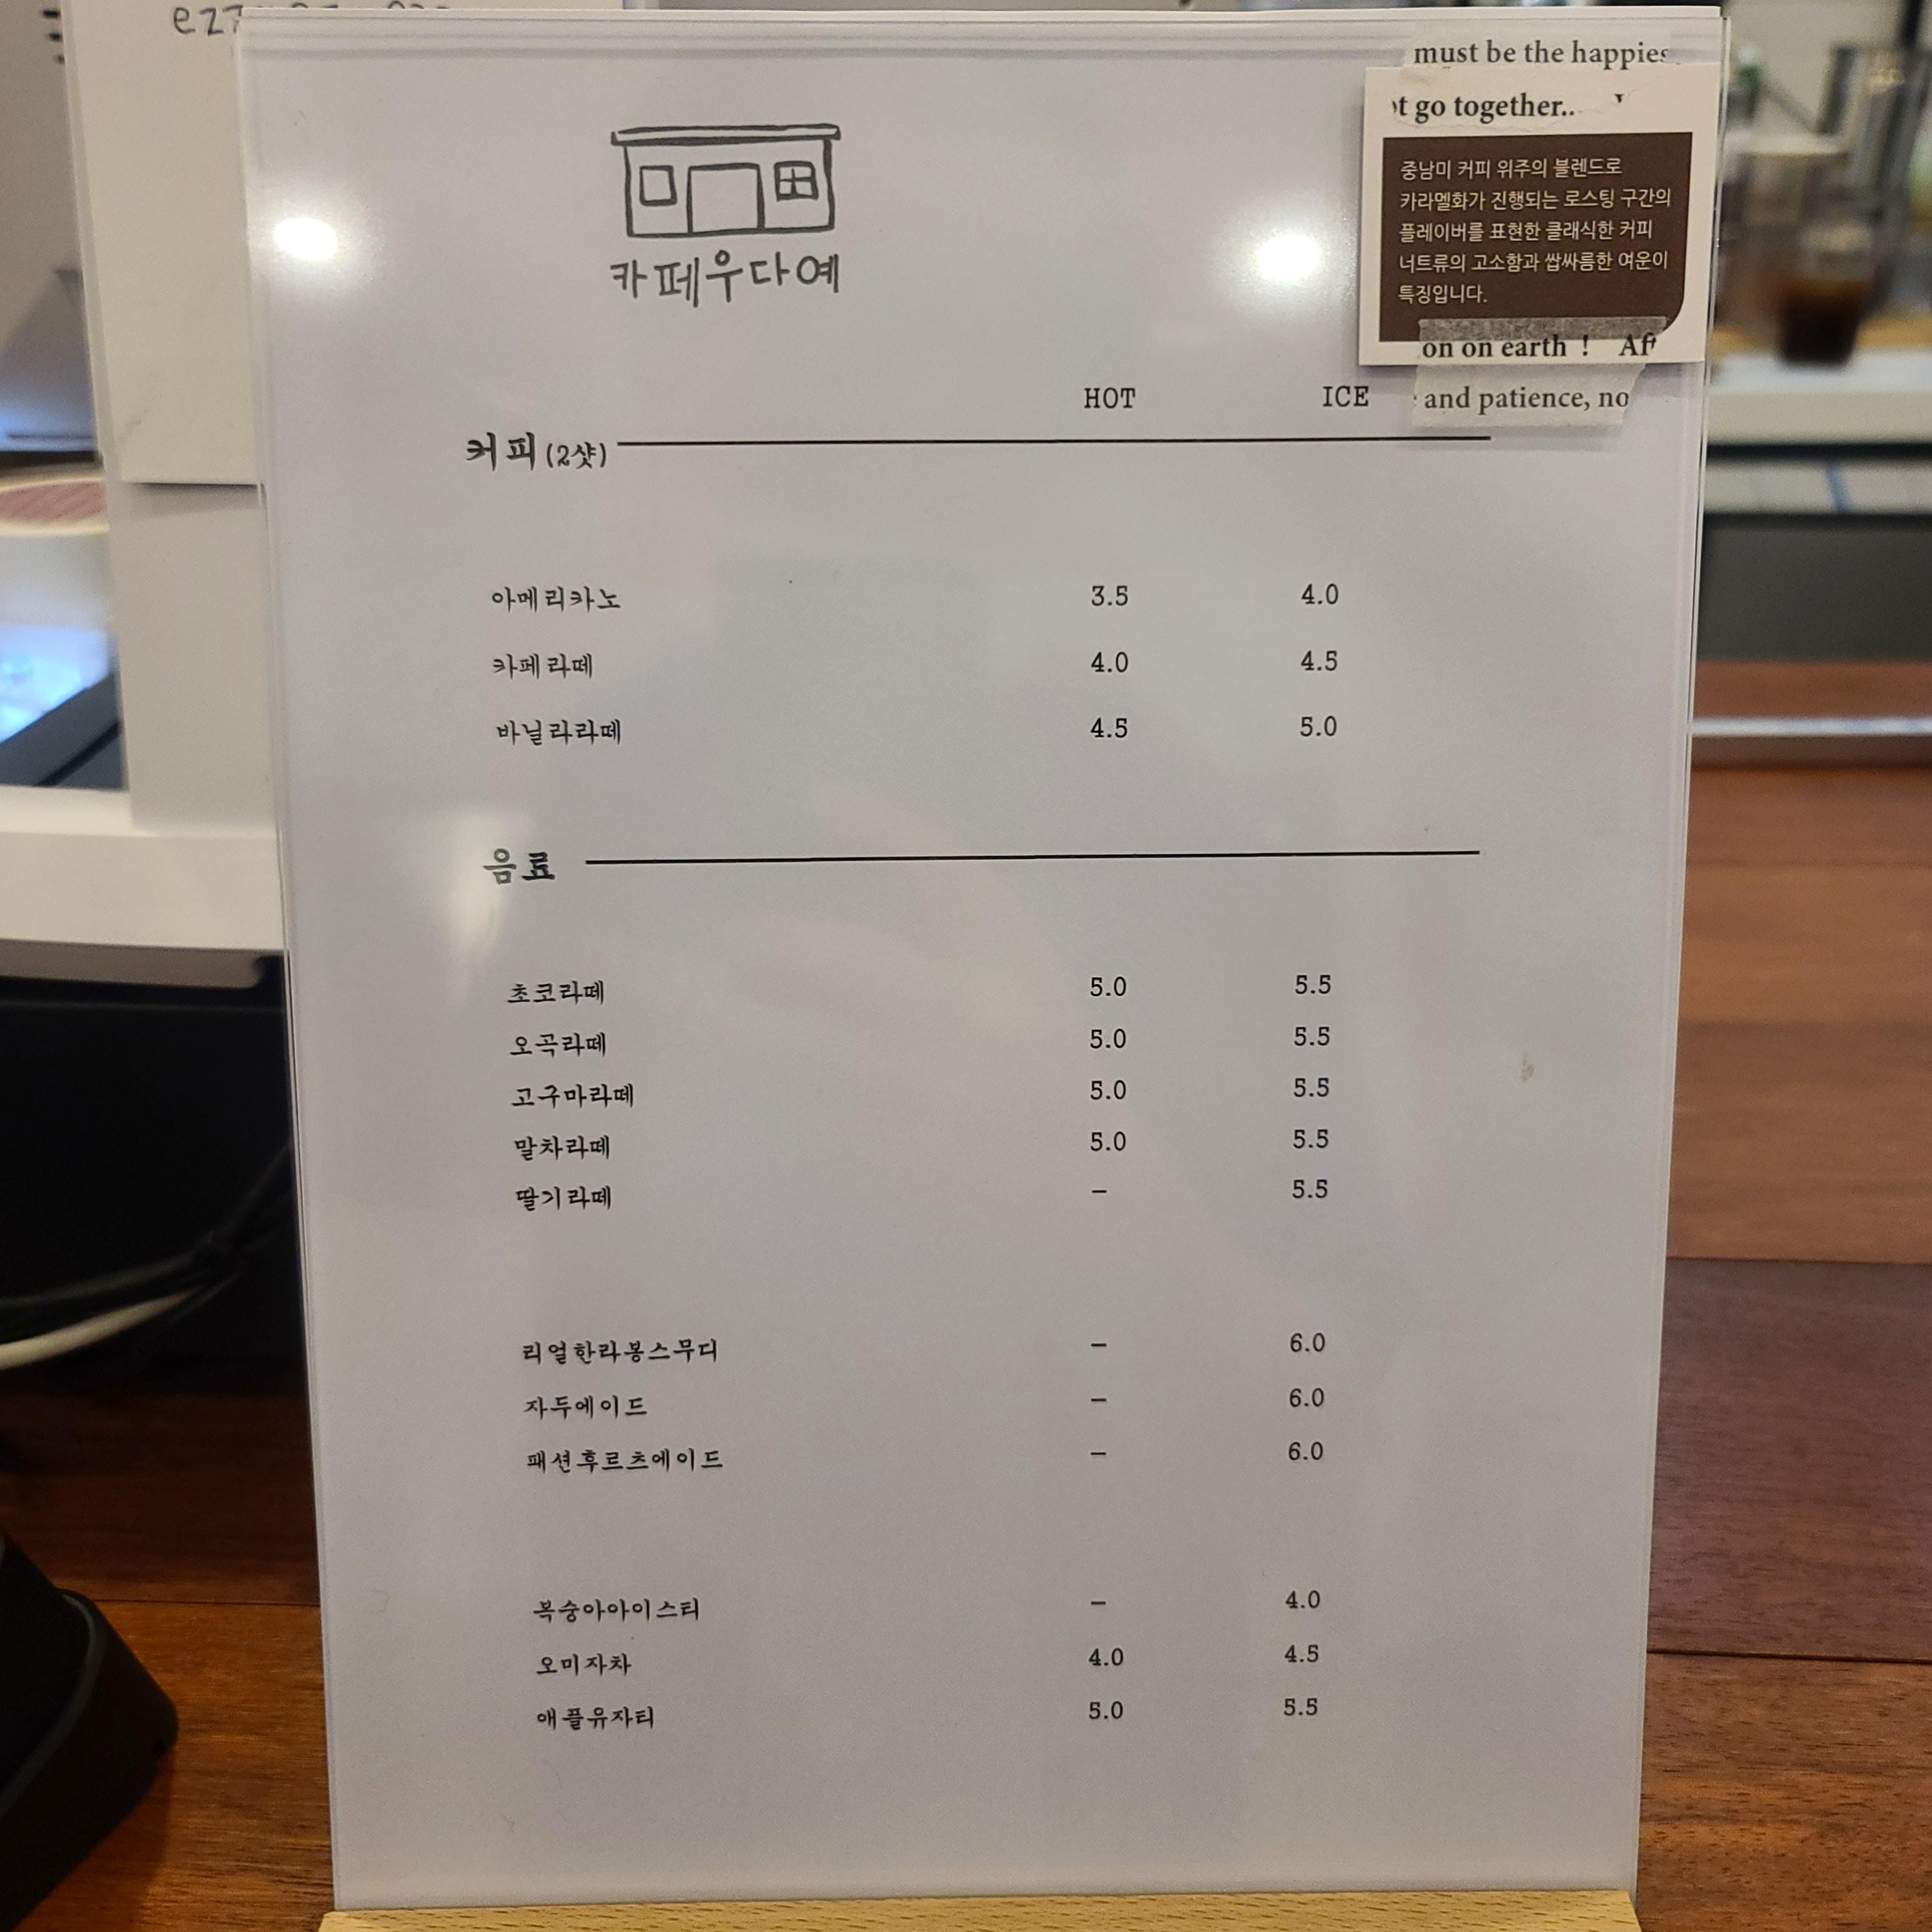 must be the happies
t go together..
중남미 커피 위주의 블렌드로
카라멜화가 진행되는 로스팅 구간의
플레이버를 표현한 클래식한 커피
너트류의 고소함과 쌉싸름한 여운이
특징입니다.
on on earth ! Aft
and patience, no
카페우다예
HOT ICE
커피(2샷)
아메리카노 3.5 4.0
카페라떼 4.0 4.5
바닐라라떼 4.5 5.0
음료
초코라떼 5.0 5.5
오곡라떼 5.0 5.5
고구마라떼 5.0 5.5
말차라떼 5.0 5.5
딸기라떼 – 5.5
리얼한라봉스무디 – 6.0
자두에이드 – 6.0
패션후르츠에이드 – 6.0
복숭아아이스티 – 4.0
오미자차 4.0 4.5
애플유자티 5.0 5.5